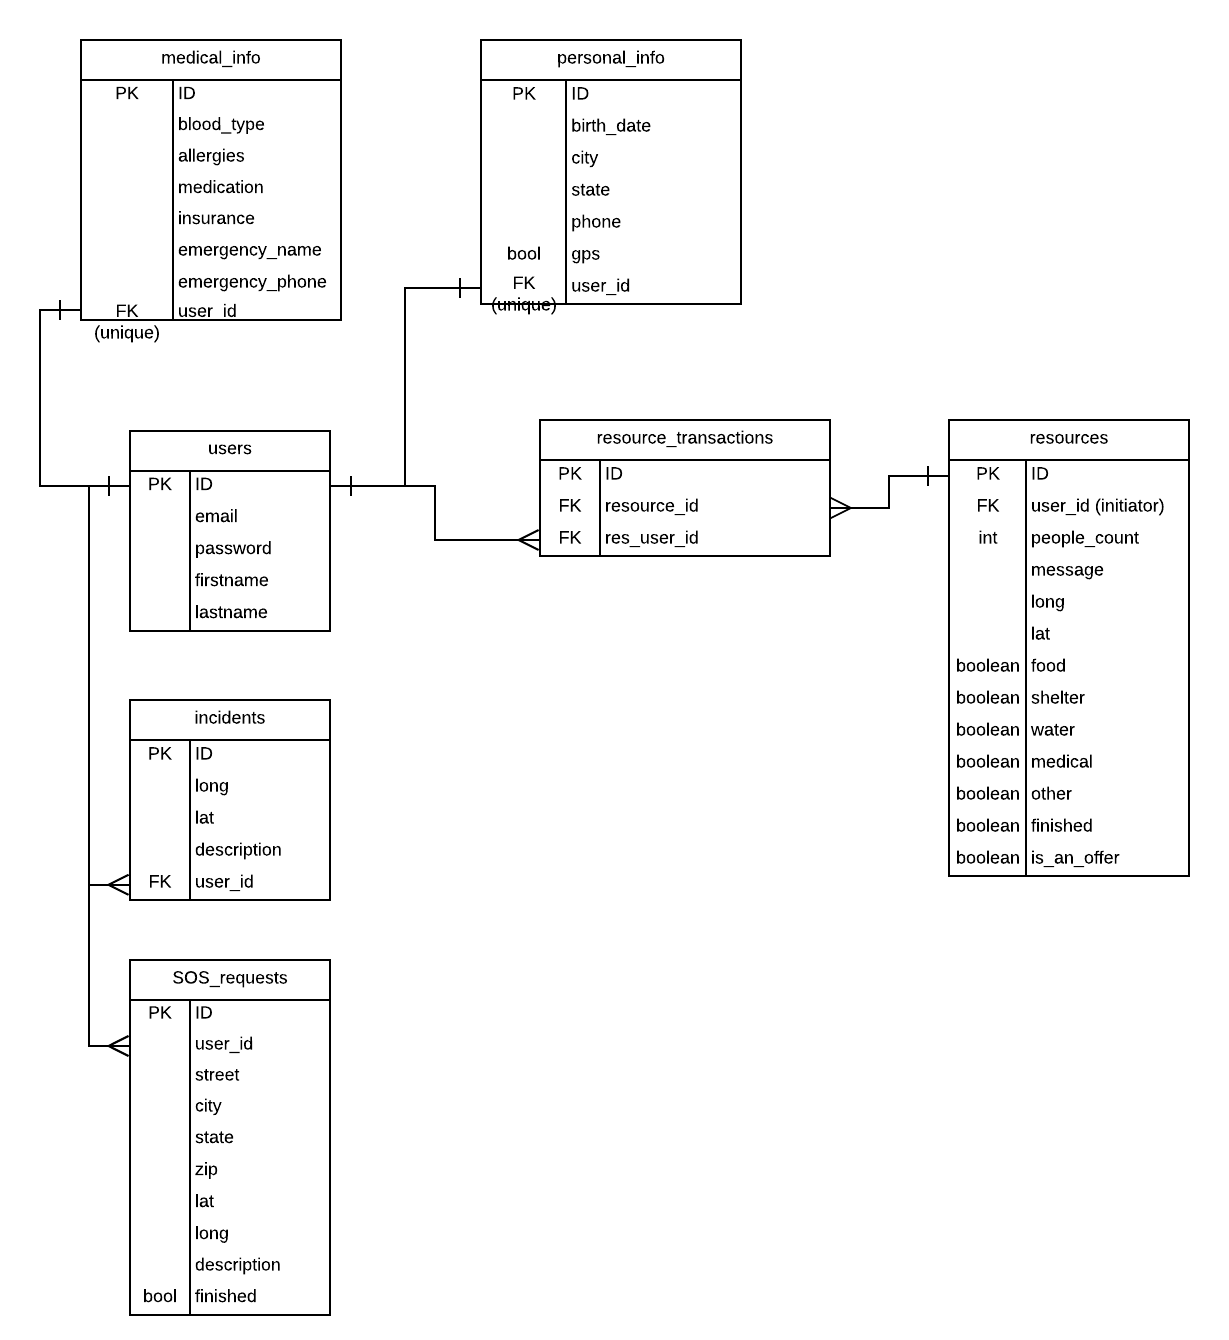 medical_info
PK ID
blood_type
allergies
medication
insurance
emergency_name
emergency_phone
FK user_id
(unique)
personal_info
PK ID
birth_date
city
state
phone
bool gps
FK user_id
(unique)
users
PK ID
email
password
firstname
lastname
resource_transactions
PK ID
FK resource_id
FK res_user_id
resources
PK ID
FK user_id (initiator)
int people_count
message
long
lat
boolean food
boolean shelter
boolean water
boolean medical
boolean other
boolean finished
boolean is_an_offer
incidents
PK ID
long
lat
description
FK user_id
SOS_requests
PK ID
user_id
street
city
state
zip
lat
long
description
bool finished